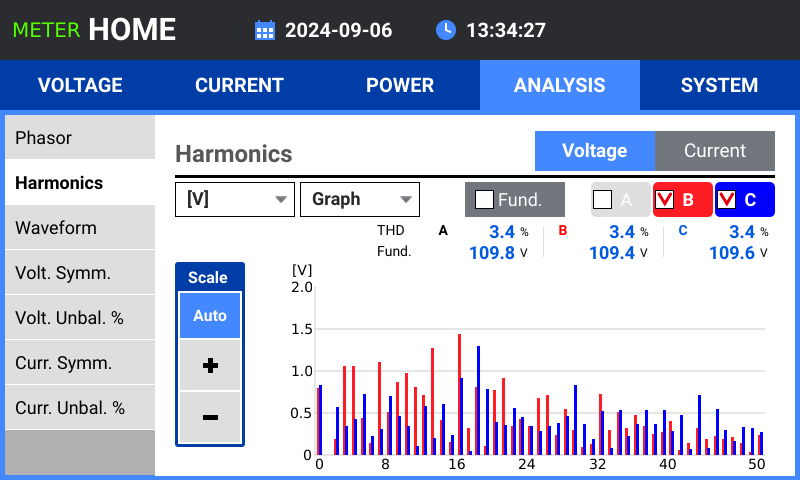 METER HOME 2024-09-06 13:34:27
VOLTAGE CURRENT POWER ANALYSIS SYSTEM
Phasor
Harmonics
Waveform
Volt. Symm.
Volt. Unbal. %
Curr. Symm.
Curr. Unbal. %
Harmonics Voltage Current
[V] Graph Fund. A B C
THD A 3.4 % B 3.4 % C 3.4 %
Fund. 109.8 V 109.4 V 109.6 V
Scale
Auto
+
−
[V]
2.0
1.5
1.0
0.5
0
0 8 16 24 32 40 50